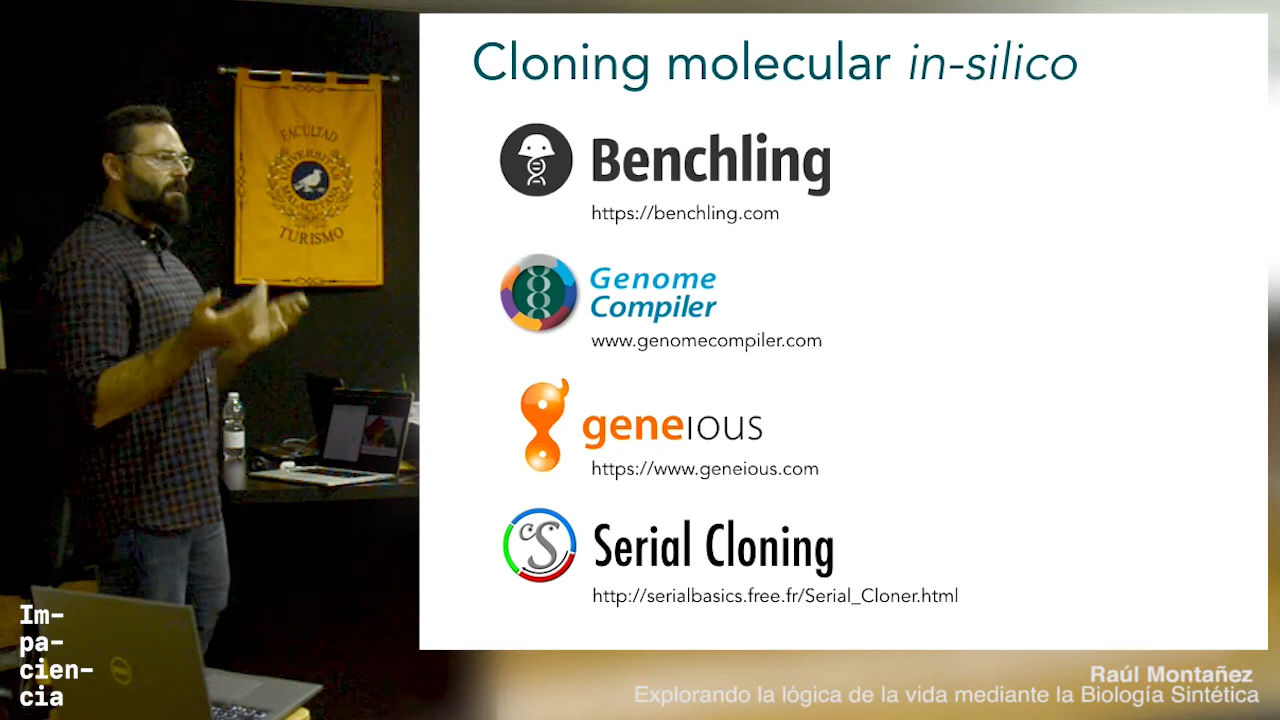 Cloning molecular in-silico
Benchling
https://benchling.com
Genome
Compiler
www.genomecompiler.com
geneious
https://www.geneious.com
Serial Cloning
cS
http://serialbasics.free.fr/Serial_Cloner.html
FACULTAD
TURISMO
Im-
pa-
cien-
cia
Raúl Montañez
Explorando la lógica de la vida mediante la Biología Sintética